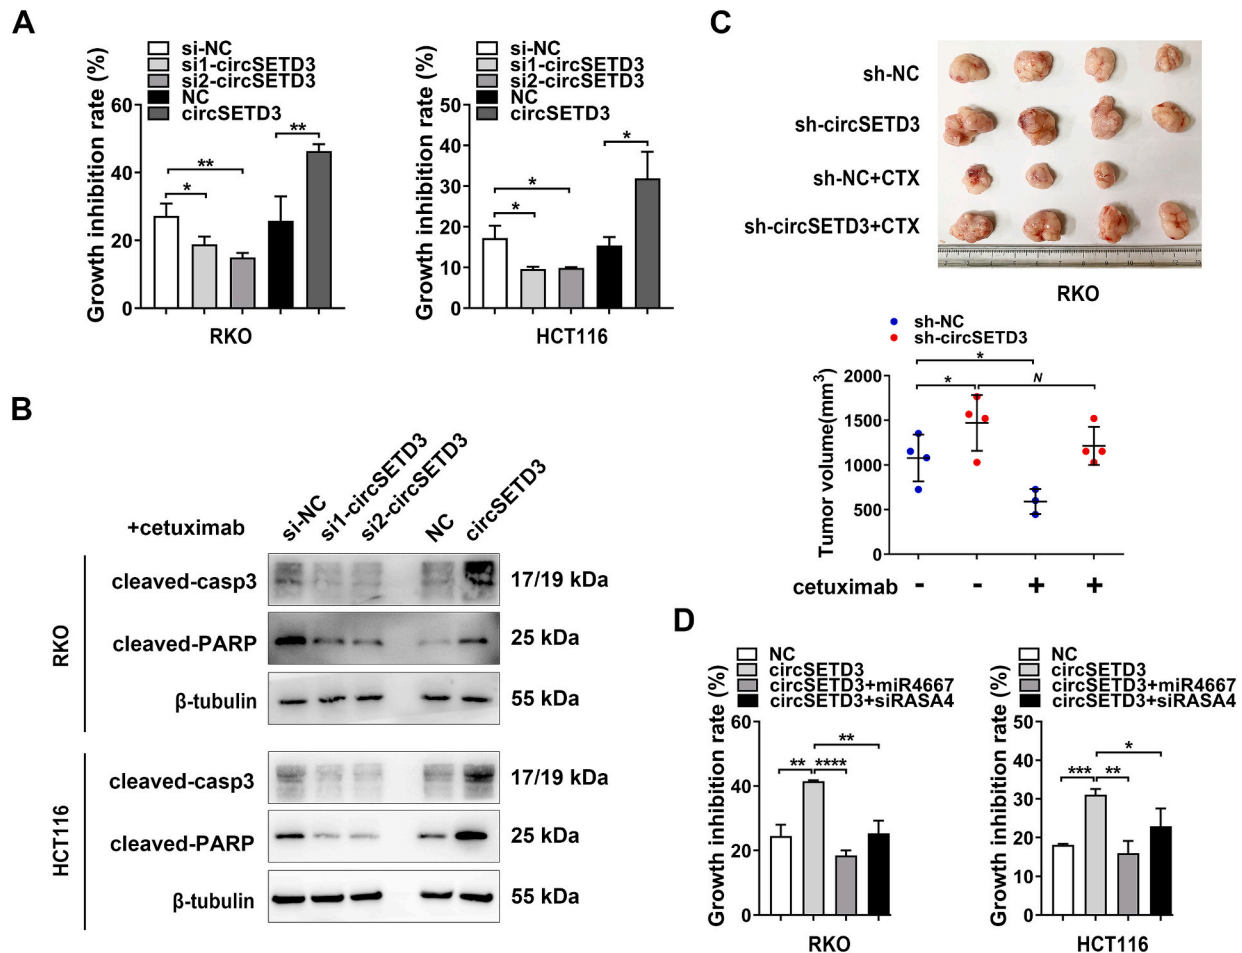 A
si-NC
si1-circSETD3
si2-circSETD3
NC
circSETD3
Growth inhibition rate (%)
60
40
20
0
** 
* 
**
RKO
si-NC
si1-circSETD3
si2-circSETD3
NC
circSETD3
Growth inhibition rate (%)
50
40
30
20
10
0
*
*
*
HCT116
B
+cetuximab
si-NC
si1-circSETD3
si2-circSETD3
NC
circSETD3
RKO
cleaved-casp3
17/19 kDa
cleaved-PARP
25 kDa
β-tubulin
55 kDa
HCT116
cleaved-casp3
17/19 kDa
cleaved-PARP
25 kDa
β-tubulin
55 kDa
C
sh-NC
sh-circSETD3
sh-NC+CTX
sh-circSETD3+CTX
RKO
sh-NC
sh-circSETD3
Tumor volume(mm³)
2000
1500
1000
500
0
*
*
N
cetuximab - - + +
D
NC
circSETD3
circSETD3+miR4667
circSETD3+siRASA4
Growth inhibition rate (%)
60
40
20
0
**
** ****
RKO
NC
circSETD3
circSETD3+miR4667
circSETD3+siRASA4
Growth inhibition rate (%)
50
40
30
20
10
0
*
*** **
HCT116